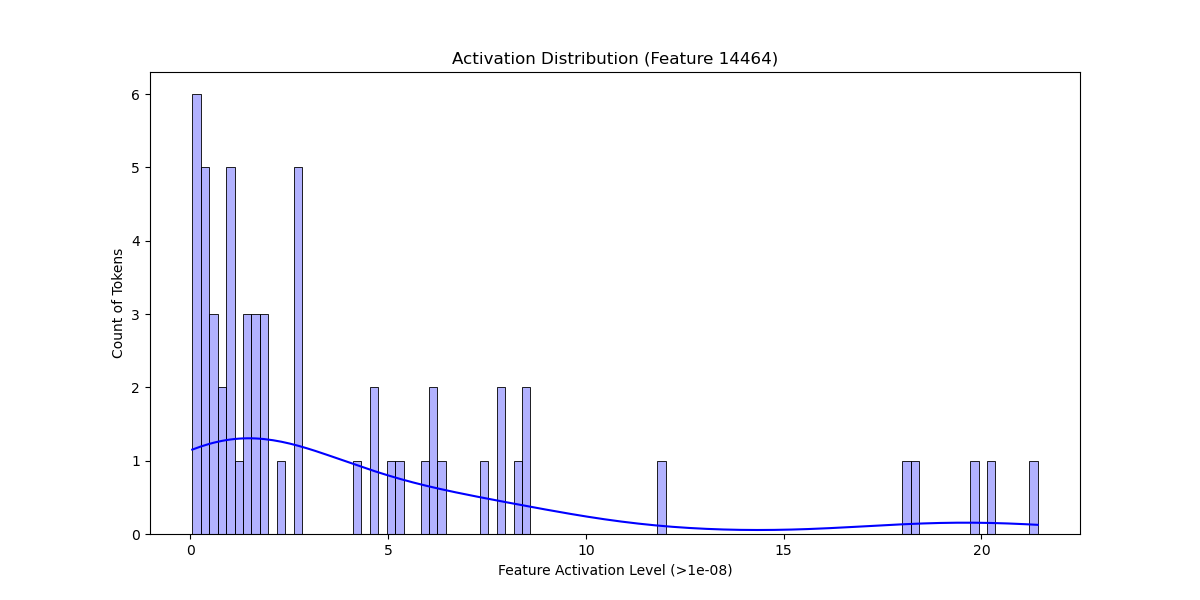 Activation Distribution (Feature 14464)
6
5
4
3
2
1
0
Count of Tokens
0 5 10 15 20
Feature Activation Level (>1e-08)